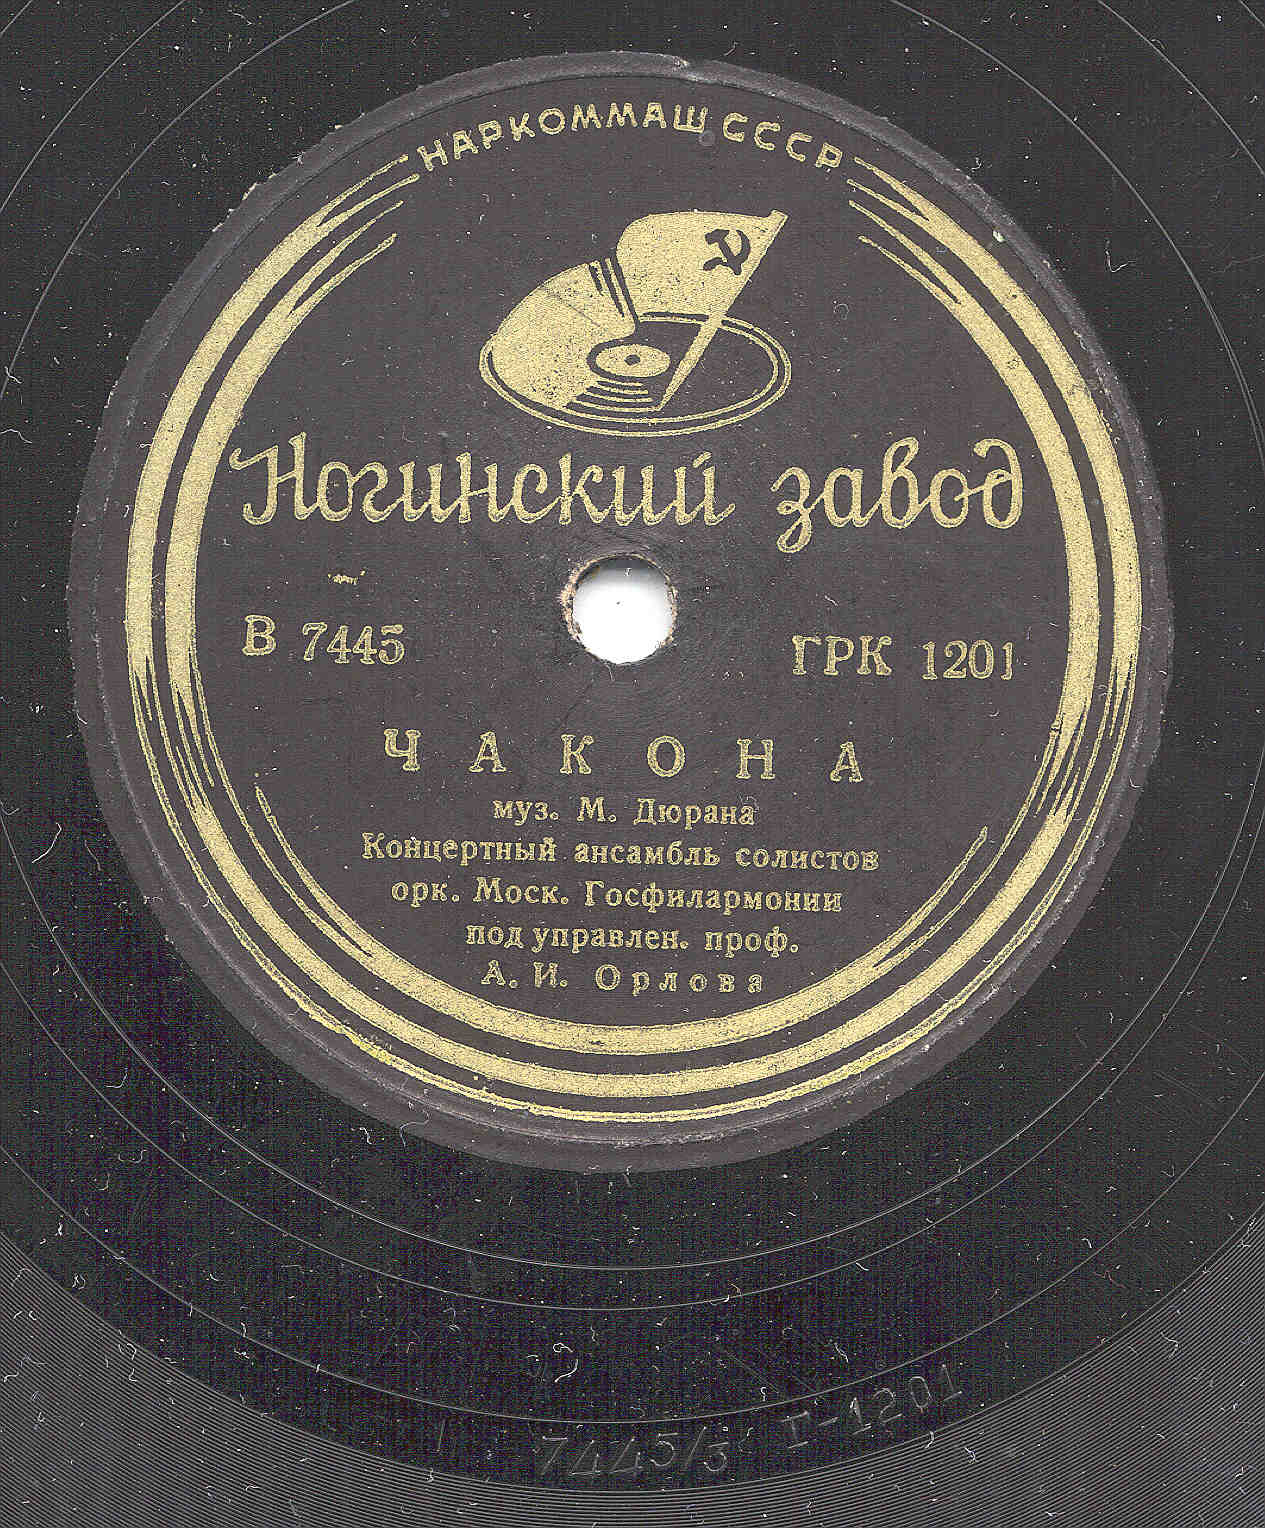 НАРКОММАШ СССР
Ногинский завод
В 7445 ГРК 1201
ЧАКОНА
муз. М. Дюрана
Концертный ансамбль солистов
орк. Моск. Госфилармонии
под управлен. проф.
А. И. Орлова
7445/3 Г-1201